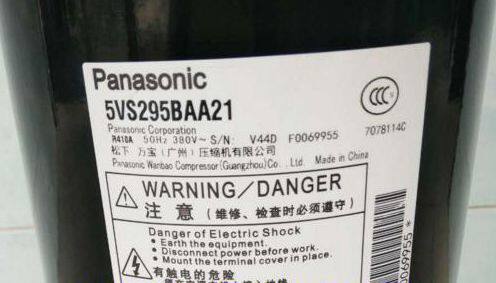 Panasonic
5VS295BAA21
Panasonic Corporation
R410A 50Hz 380V~ S/N: V44D F0069955
7078114C
松下·万宝(广州)压缩机有限公司
Panasonic Wanbao Compressor(Guangzhou)Co., Ltd. Made in China
WARNING/DANGER
注 意 (维修、检查时必须遵守)
Danger of Electric Shock
• Earth the equipment.
• Disconnect power before work.
• Mount the terminal cover in place.
有触电的危险
0069955 *